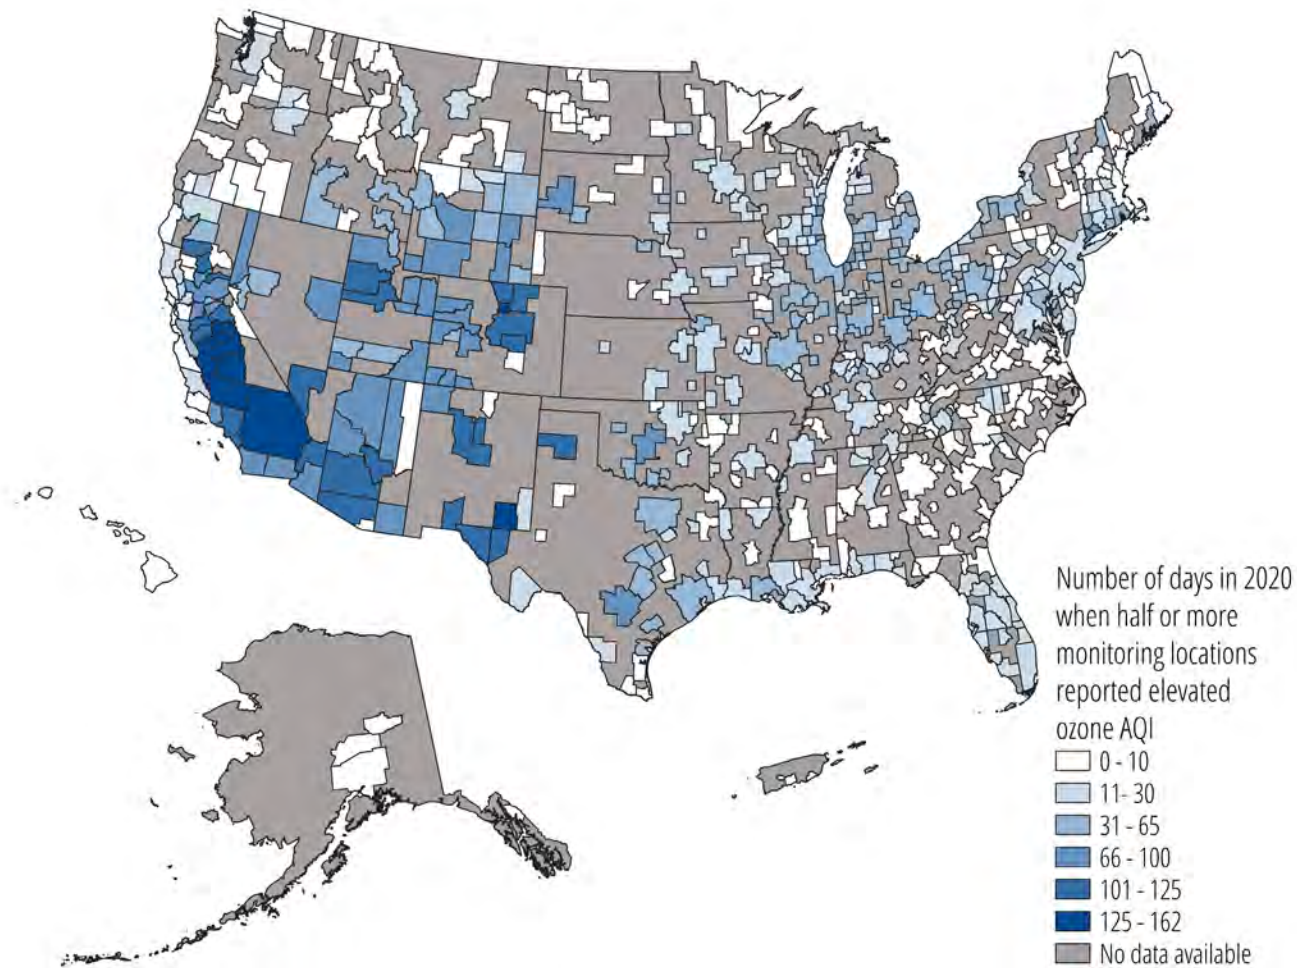 Number of days in 2020
when half or more
monitoring locations
reported elevated
ozone AQI
0 - 10
11- 30
31 - 65
66 - 100
101 - 125
125 - 162
No data available